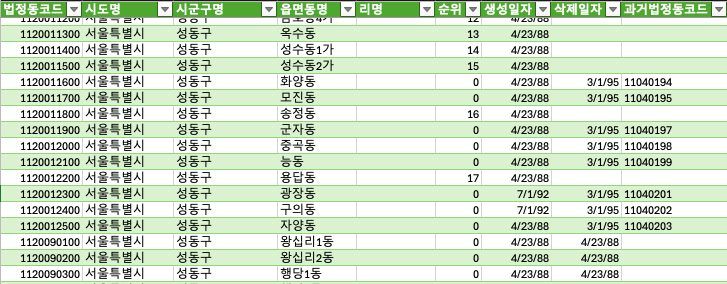 법정동코드 시도명 시군구명 읍면동명 리명 순위 생성일자 삭제일자 과거법정동코드
1120011200 서울특별시 성동구 금호동4가 12 4/23/88
1120011300 서울특별시 성동구 옥수동 13 4/23/88
1120011400 서울특별시 성동구 성수동1가 14 4/23/88
1120011500 서울특별시 성동구 성수동2가 15 4/23/88
1120011600 서울특별시 성동구 화양동 0 4/23/88 3/1/95 11040194
1120011700 서울특별시 성동구 모진동 0 4/23/88 3/1/95 11040195
1120011800 서울특별시 성동구 송정동 16 4/23/88
1120011900 서울특별시 성동구 군자동 0 4/23/88 3/1/95 11040197
1120012000 서울특별시 성동구 중곡동 0 4/23/88 3/1/95 11040198
1120012100 서울특별시 성동구 능동 0 4/23/88 3/1/95 11040199
1120012200 서울특별시 성동구 용답동 17 4/23/88
1120012300 서울특별시 성동구 광장동 0 7/1/92 3/1/95 11040201
1120012400 서울특별시 성동구 구의동 0 7/1/92 3/1/95 11040202
1120012500 서울특별시 성동구 자양동 0 4/23/88 3/1/95 11040203
1120090100 서울특별시 성동구 왕십리1동 0 4/23/88 4/23/88
1120090200 서울특별시 성동구 왕십리2동 0 4/23/88 4/23/88
1120090300 서울특별시 성동구 행당1동 0 4/23/88 4/23/88